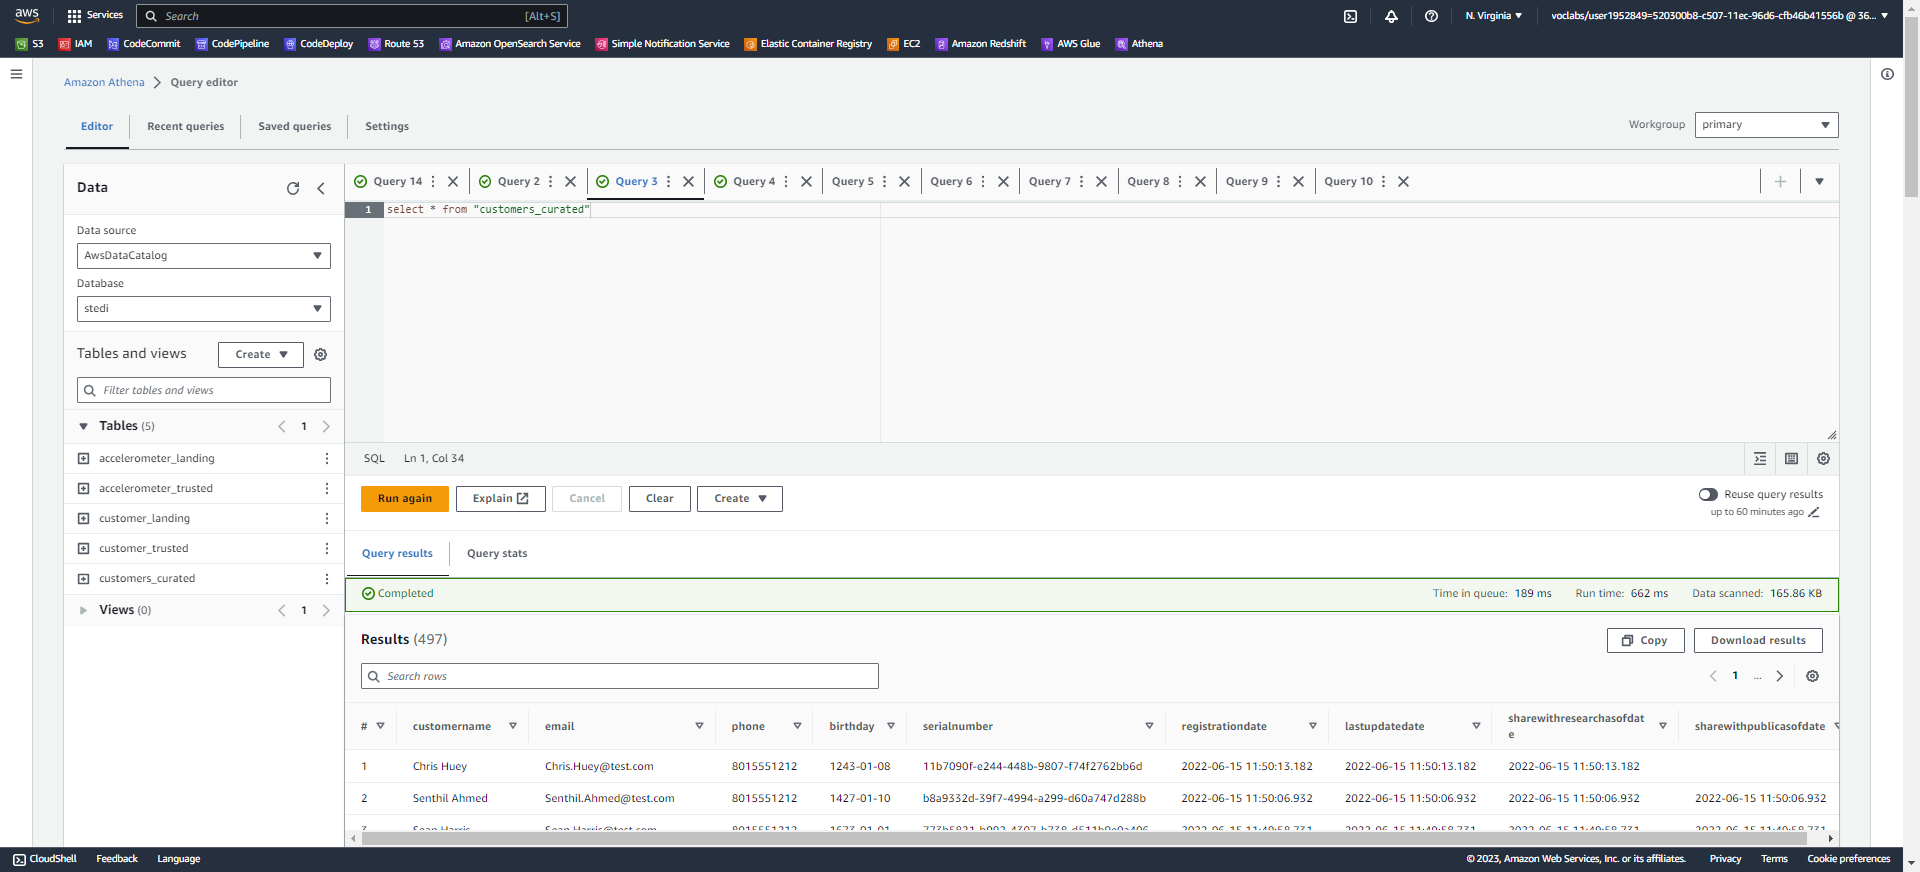 aws
Services
Search
[Alt+S]
N. Virginia
voclabs/user1952849=520300b8-c507-11ec-96d6-cfb46b41556b @ 36...
S3
IAM
CodeCommit
CodePipeline
CodeDeploy
Route 53
Amazon OpenSearch Service
Simple Notification Service
Elastic Container Registry
EC2
Amazon Redshift
AWS Glue
Athena
Amazon Athena
Query editor
Editor
Recent queries
Saved queries
Settings
Workgroup
primary
Data
Data source
AwsDataCatalog
Database
stedi
Tables and views
Create
Filter tables and views
Tables (5)
1
accelerometer_landing
accelerometer_trusted
customer_landing
customer_trusted
customers_curated
Views (0)
1
Query 14
Query 2
Query 3
Query 4
Query 5
Query 6
Query 7
Query 8
Query 9
Query 10
1 select * from "customers_curated"
SQL
Ln 1, Col 34
Run again
Explain
Cancel
Clear
Create
Reuse query results
up to 60 minutes ago
Query results
Query stats
Completed
Time in queue: 189 ms
Run time: 662 ms
Data scanned: 165.86 KB
Results (497)
Copy
Download results
Search rows
1 ...
# customername email phone birthday serialnumber registrationdate lastupdatedate sharewithresearchasofdat
e sharewithpublicasofdate
1 Chris Huey Chris.Huey@test.com 8015551212 1243-01-08 11b7090f-e244-448b-9807-f74f2762bb6d 2022-06-15 11:50:13.182 2022-06-15 11:50:13.182 2022-06-15 11:50:13.182
2 Senthil Ahmed Senthil.Ahmed@test.com 8015551212 1427-01-10 b8a9332d-39f7-4994-a299-d60a747d288b 2022-06-15 11:50:06.932 2022-06-15 11:50:06.932 2022-06-15 11:50:06.932 2022-06-15 11:50:06.932
3 Sean Harris Sean.Harris@test.com 8015551212 1673-01-01
CloudShell
Feedback
Language
© 2023, Amazon Web Services, Inc. or its affiliates.
Privacy
Terms
Cookie preferences